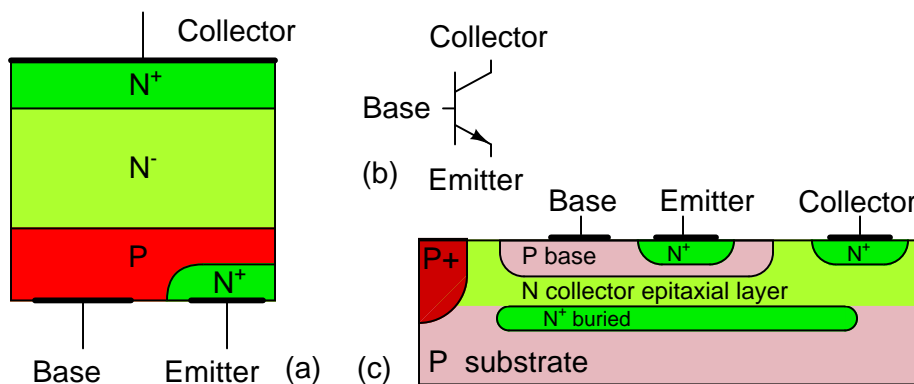 Collector
N⁺
N⁻
P
N⁺
Base Emitter (a)
Collector
Base
Emitter
(b)
Base Emitter Collector
P+ P base N⁺ N⁺
N collector epitaxial layer
N⁺ buried
P substrate
(c)